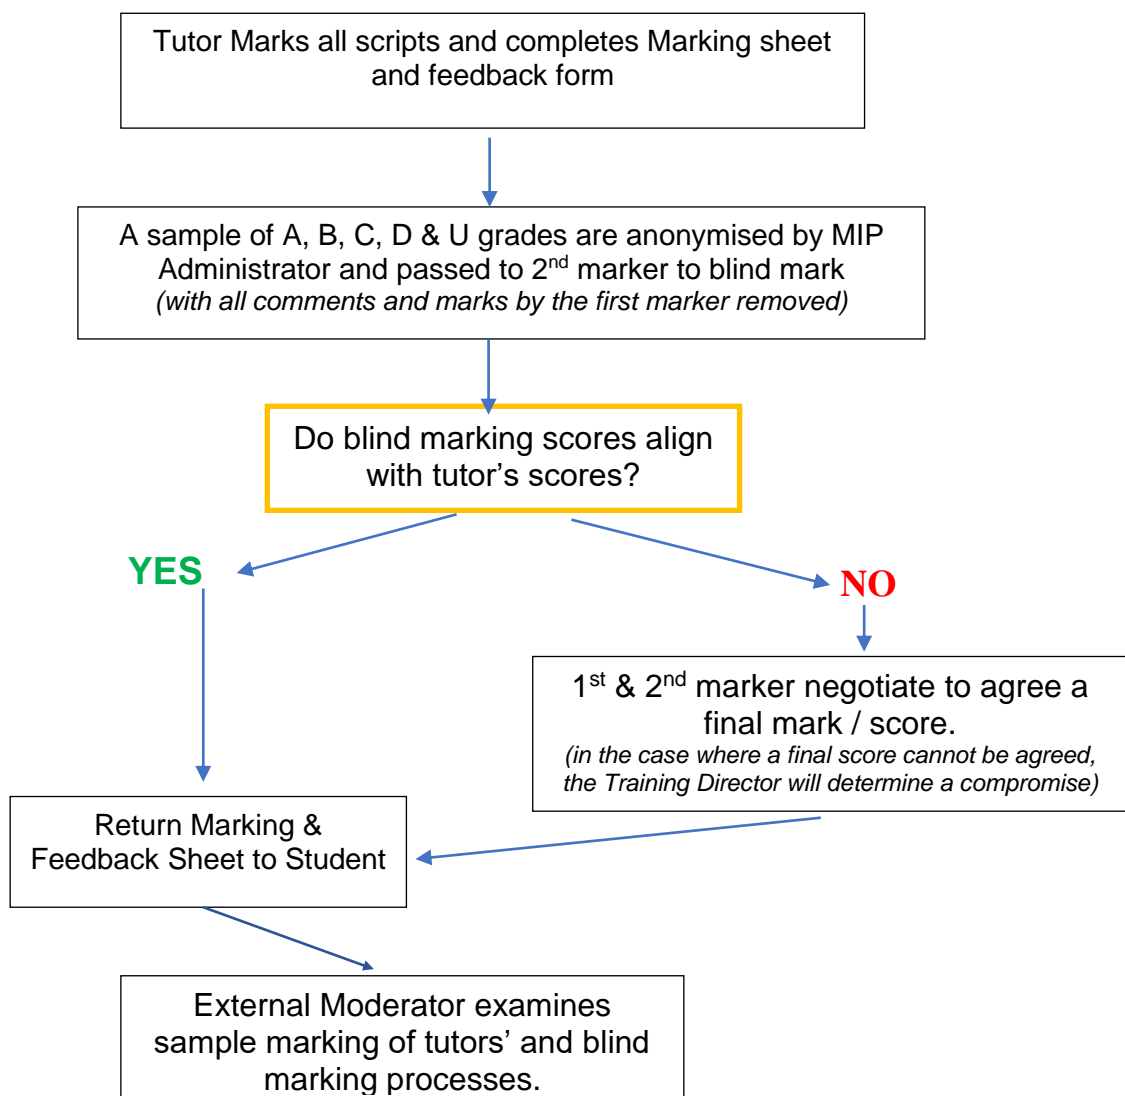 Tutor Marks all scripts and completes Marking sheet
and feedback form
A sample of A, B, C, D & U grades are anonymised by MIP
Administrator and passed to 2nd marker to blind mark
(with all comments and marks by the first marker removed)
Do blind marking scores align
with tutor’s scores?
YES
NO
1st & 2nd marker negotiate to agree a
final mark / score.
(in the case where a final score cannot be agreed,
the Training Director will determine a compromise)
Return Marking &
Feedback Sheet to Student
External Moderator examines
sample marking of tutors’ and blind
marking processes.